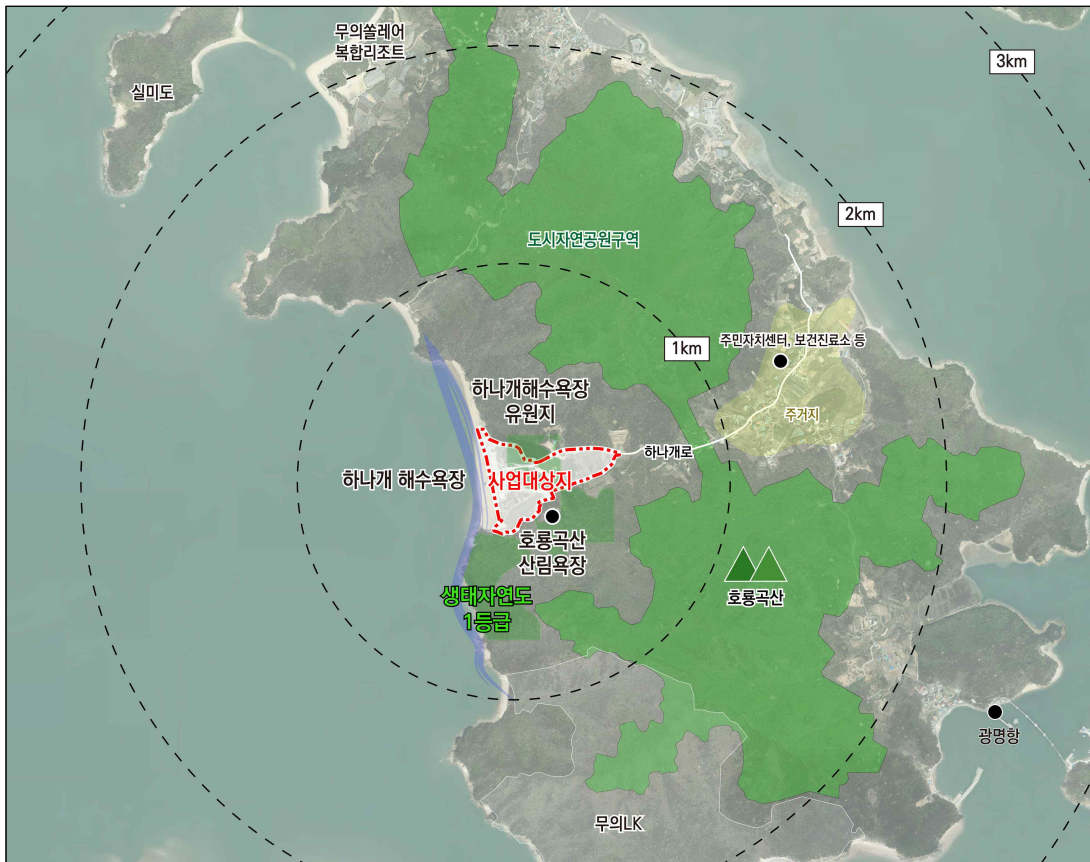 무의쏠레어
복합리조트
3km
실미도
2km
도시자연공원구역
1km
주민자치센터, 보건진료소 등
하나개해수욕장
유원지
주거지
하나개로
하나개 해수욕장
사업대상지
호룡곡산
산림욕장
생태자연도
1등급
호룡곡산
광명항
무의LK